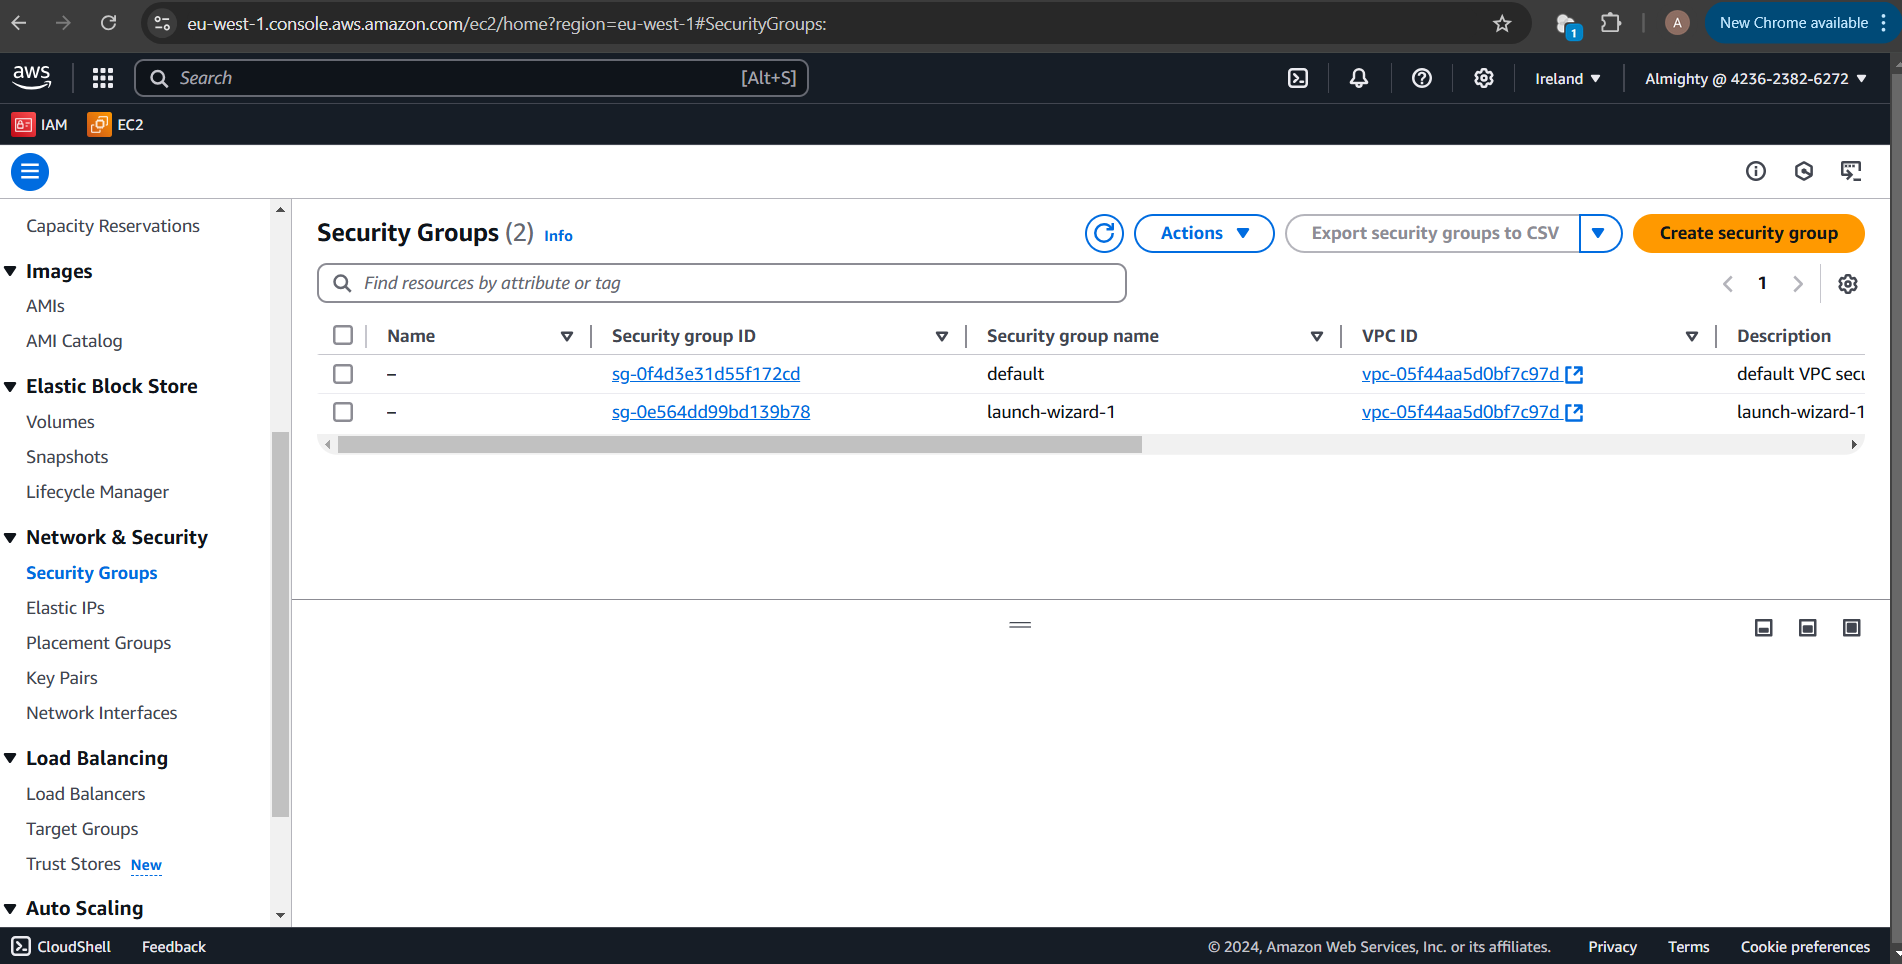 eu-west-1.console.aws.amazon.com/ec2/home?region=eu-west-1#SecurityGroups:
1
A
New Chrome available
aws
Search
[Alt+S]
Ireland
Almighty @ 4236-2382-6272
IAM
EC2
Capacity Reservations
Images
AMIs
AMI Catalog
Elastic Block Store
Volumes
Snapshots
Lifecycle Manager
Network & Security
Security Groups
Elastic IPs
Placement Groups
Key Pairs
Network Interfaces
Load Balancing
Load Balancers
Target Groups
Trust Stores New
Auto Scaling
Security Groups (2) Info
Actions
Export security groups to CSV
Create security group
Find resources by attribute or tag
1
Name Security group ID Security group name VPC ID Description
– sg-0f4d3e31d55f172cd default vpc-05f44aa5d0bf7c97d default VPC secu
– sg-0e564dd99bd139b78 launch-wizard-1 vpc-05f44aa5d0bf7c97d launch-wizard-1
CloudShell Feedback
© 2024, Amazon Web Services, Inc. or its affiliates. Privacy Terms Cookie preferences